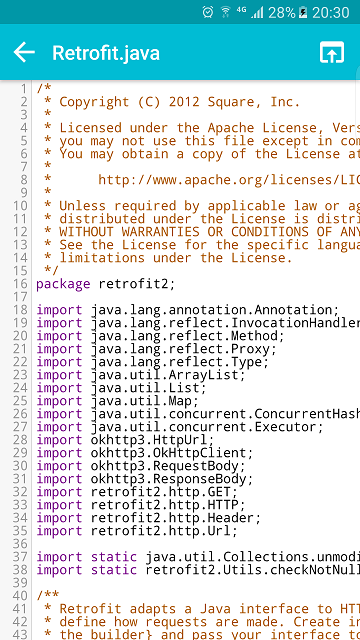 4G 28% 20:30
Retrofit.java
1 /*
2 * Copyright (C) 2012 Square, Inc.
3 *
4 * Licensed under the Apache License, Vers
5 * you may not use this file except in com
6 * You may obtain a copy of the License at
7 *
8 * http://www.apache.org/licenses/LIC
9 *
10 * Unless required by applicable law or ag
11 * distributed under the License is distri
12 * WITHOUT WARRANTIES OR CONDITIONS OF ANY
13 * See the License for the specific langua
14 * limitations under the License.
15 */
16 package retrofit2;
17
18 import java.lang.annotation.Annotation;
19 import java.lang.reflect.InvocationHandler
20 import java.lang.reflect.Method;
21 import java.lang.reflect.Proxy;
22 import java.lang.reflect.Type;
23 import java.util.ArrayList;
24 import java.util.List;
25 import java.util.Map;
26 import java.util.concurrent.ConcurrentHash
27 import java.util.concurrent.Executor;
28 import okhttp3.HttpUrl;
29 import okhttp3.OkHttpClient;
30 import okhttp3.RequestBody;
31 import okhttp3.ResponseBody;
32 import retrofit2.http.GET;
33 import retrofit2.http.HTTP;
34 import retrofit2.http.Header;
35 import retrofit2.http.Url;
36
37 import static java.util.Collections.unmodi
38 import static retrofit2.Utils.checkNotNull
39
40 /**
41 * Retrofit adapts a Java interface to HTT
42 * define how requests are made. Create in
43 * the builder} and pass your interface